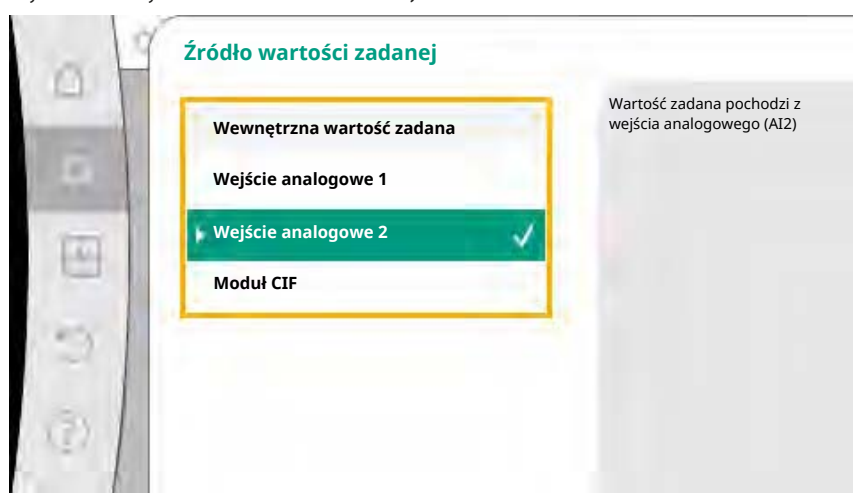 Źródło wartości zadanej
Wewnętrzna wartość zadana
Wejście analogowe 1
Wejście analogowe 2
Moduł CIF
Wartość zadana pochodzi z
wejścia analogowego (AI2)